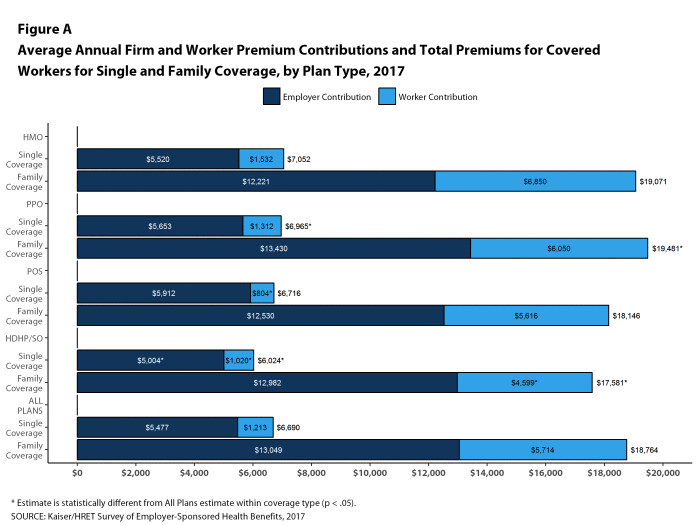 Figure A
Average Annual Firm and Worker Premium Contributions and Total Premiums for Covered
Workers for Single and Family Coverage, by Plan Type, 2017
Employer Contribution Worker Contribution
HMO
Single
Coverage
$5,520 $1,532 $7,052
Family
Coverage
$12,221 $6,850 $19,071
PPO
Single
Coverage
$5,653 $1,312 $6,965*
Family
Coverage
$13,430 $6,050 $19,481*
POS
Single
Coverage
$5,912 $804* $6,716
Family
Coverage
$12,530 $5,616 $18,146
HDHP/SO
Single
Coverage
$5,004* $1,020* $6,024*
Family
Coverage
$12,982 $4,599* $17,581*
ALL
PLANS
Single
Coverage
$5,477 $1,213 $6,690
Family
Coverage
$13,049 $5,714 $18,764
$0 $2,000 $4,000 $6,000 $8,000 $10,000 $12,000 $14,000 $16,000 $18,000 $20,000
* Estimate is statistically different from All Plans estimate within coverage type (p < .05).
SOURCE: Kaiser/HRET Survey of Employer-Sponsored Health Benefits, 2017